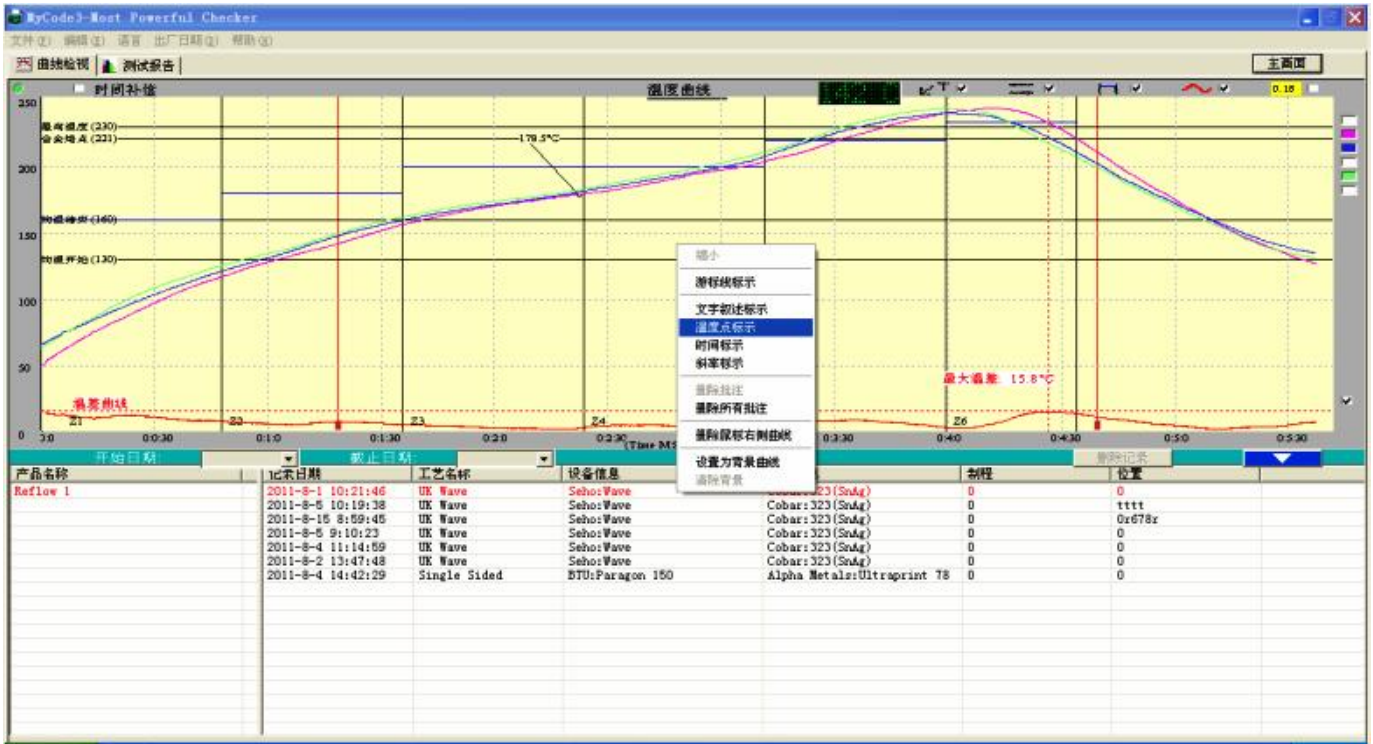 MyCode3-Most Powerful Checker
文件(F) 编辑(E) 语言 出厂日期(Q) 帮助(H)
曲线检视 测试报告 主画面
时间补偿 温度曲线 T 0.18
250
最高温度(230)
合金熔点(221)
179.5°C
200
(160)
150
均温开始(130)
100
50
最大温差: 15.8°C
温差曲线
Z1 Z2 Z3 Z4 Z6
0 0:0:30 0:1:0 0:1:30 0:2:0 0:2:30 0:3:30 0:4:0 0:4:30 0:5:0 0:5:30
缩小
游标线标示
文字叙述标示
温度点标示
时间标示
斜率标示
删除批注
删除所有批注
删除鼠标右侧曲线
设置为背景曲线
清除背景
开始日期: 截止日期: 删除记录
产品名称 记录日期 工艺名称 设备信息 制程 位置
Reflow 1 2011-8-1 10:21:46 UK Wave Seho:Wave Cobar:323(SnAg) 0 0
2011-8-5 10:19:38 UK Wave Seho:Wave Cobar:323(SnAg) 0 tttt
2011-8-15 8:59:45 UK Wave Seho:Wave Cobar:323(SnAg) 0 0r678r
2011-8-5 9:10:23 UK Wave Seho:Wave Cobar:323(SnAg) 0 0
2011-8-4 11:14:59 UK Wave Seho:Wave Cobar:323(SnAg) 0 0
2011-8-2 13:47:48 UK Wave Seho:Wave Cobar:323(SnAg) 0 0
2011-8-4 14:42:29 Single Sided BTU:Paragon 150 Alpha Metals:Ultraprint 78 0 0